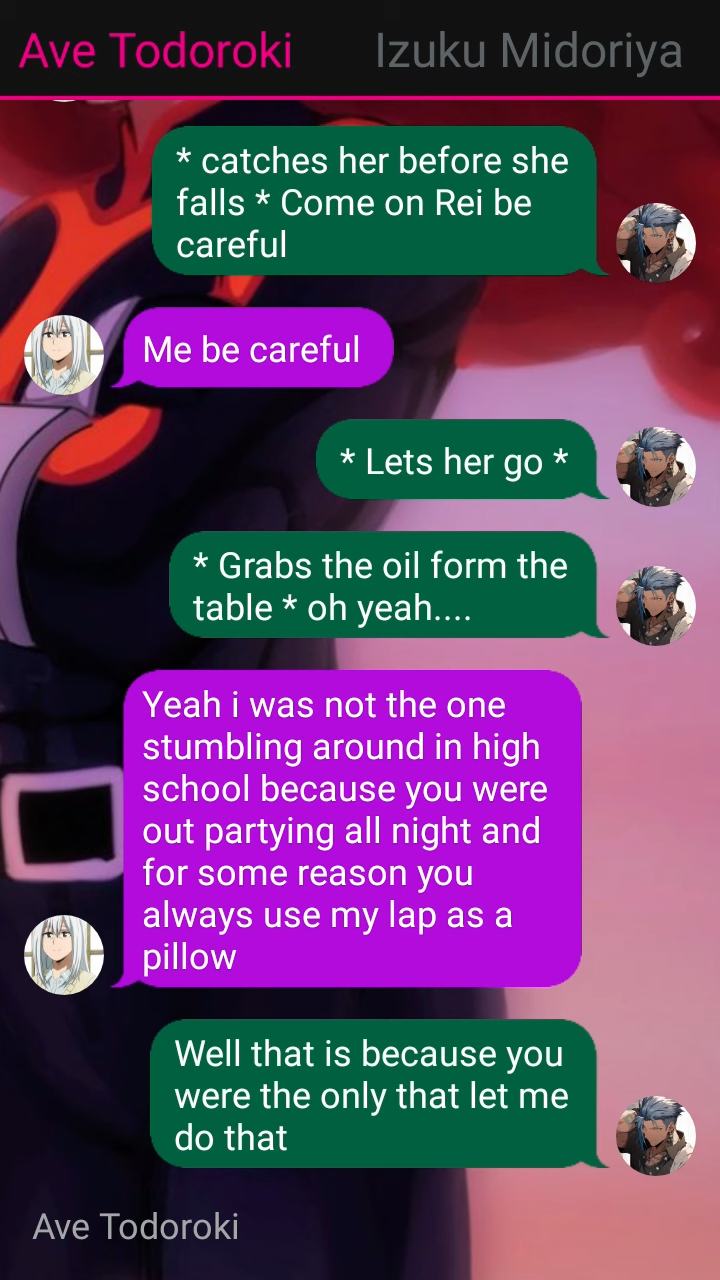 Ave Todoroki Izuku Midoriya
* catches her before she
falls * Come on Rei be
careful
Me be careful
* Lets her go *
* Grabs the oil form the
table * oh yeah....
Yeah i was not the one
stumbling around in high
school because you were
out partying all night and
for some reason you
always use my lap as a
pillow
Well that is because you
were the only that let me
do that
Ave Todoroki